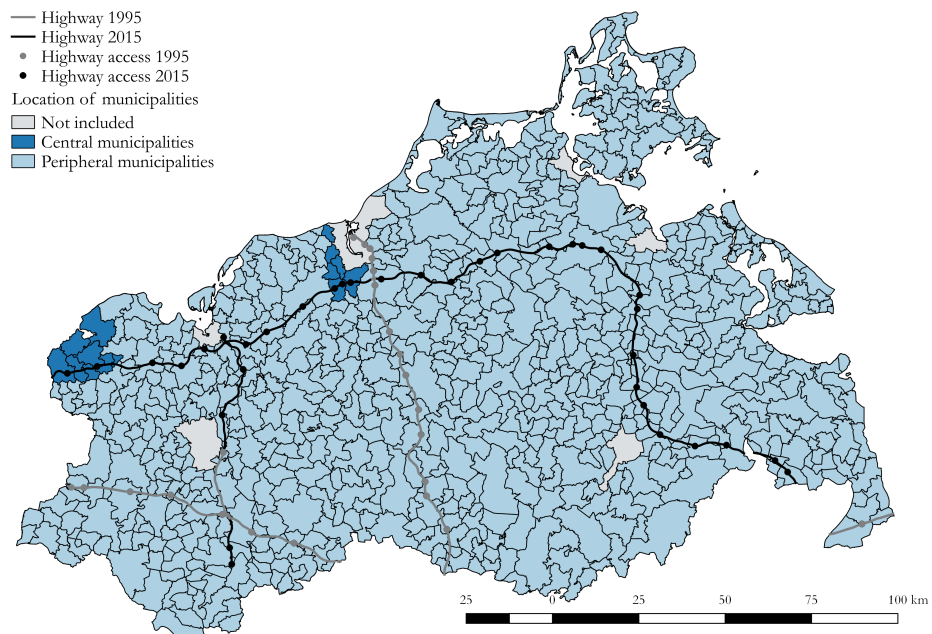 Highway 1995
Highway 2015
Highway access 1995
Highway access 2015
Location of municipalities
Not included
Central municipalities
Peripheral municipalities
25 0 25 50 75 100 km